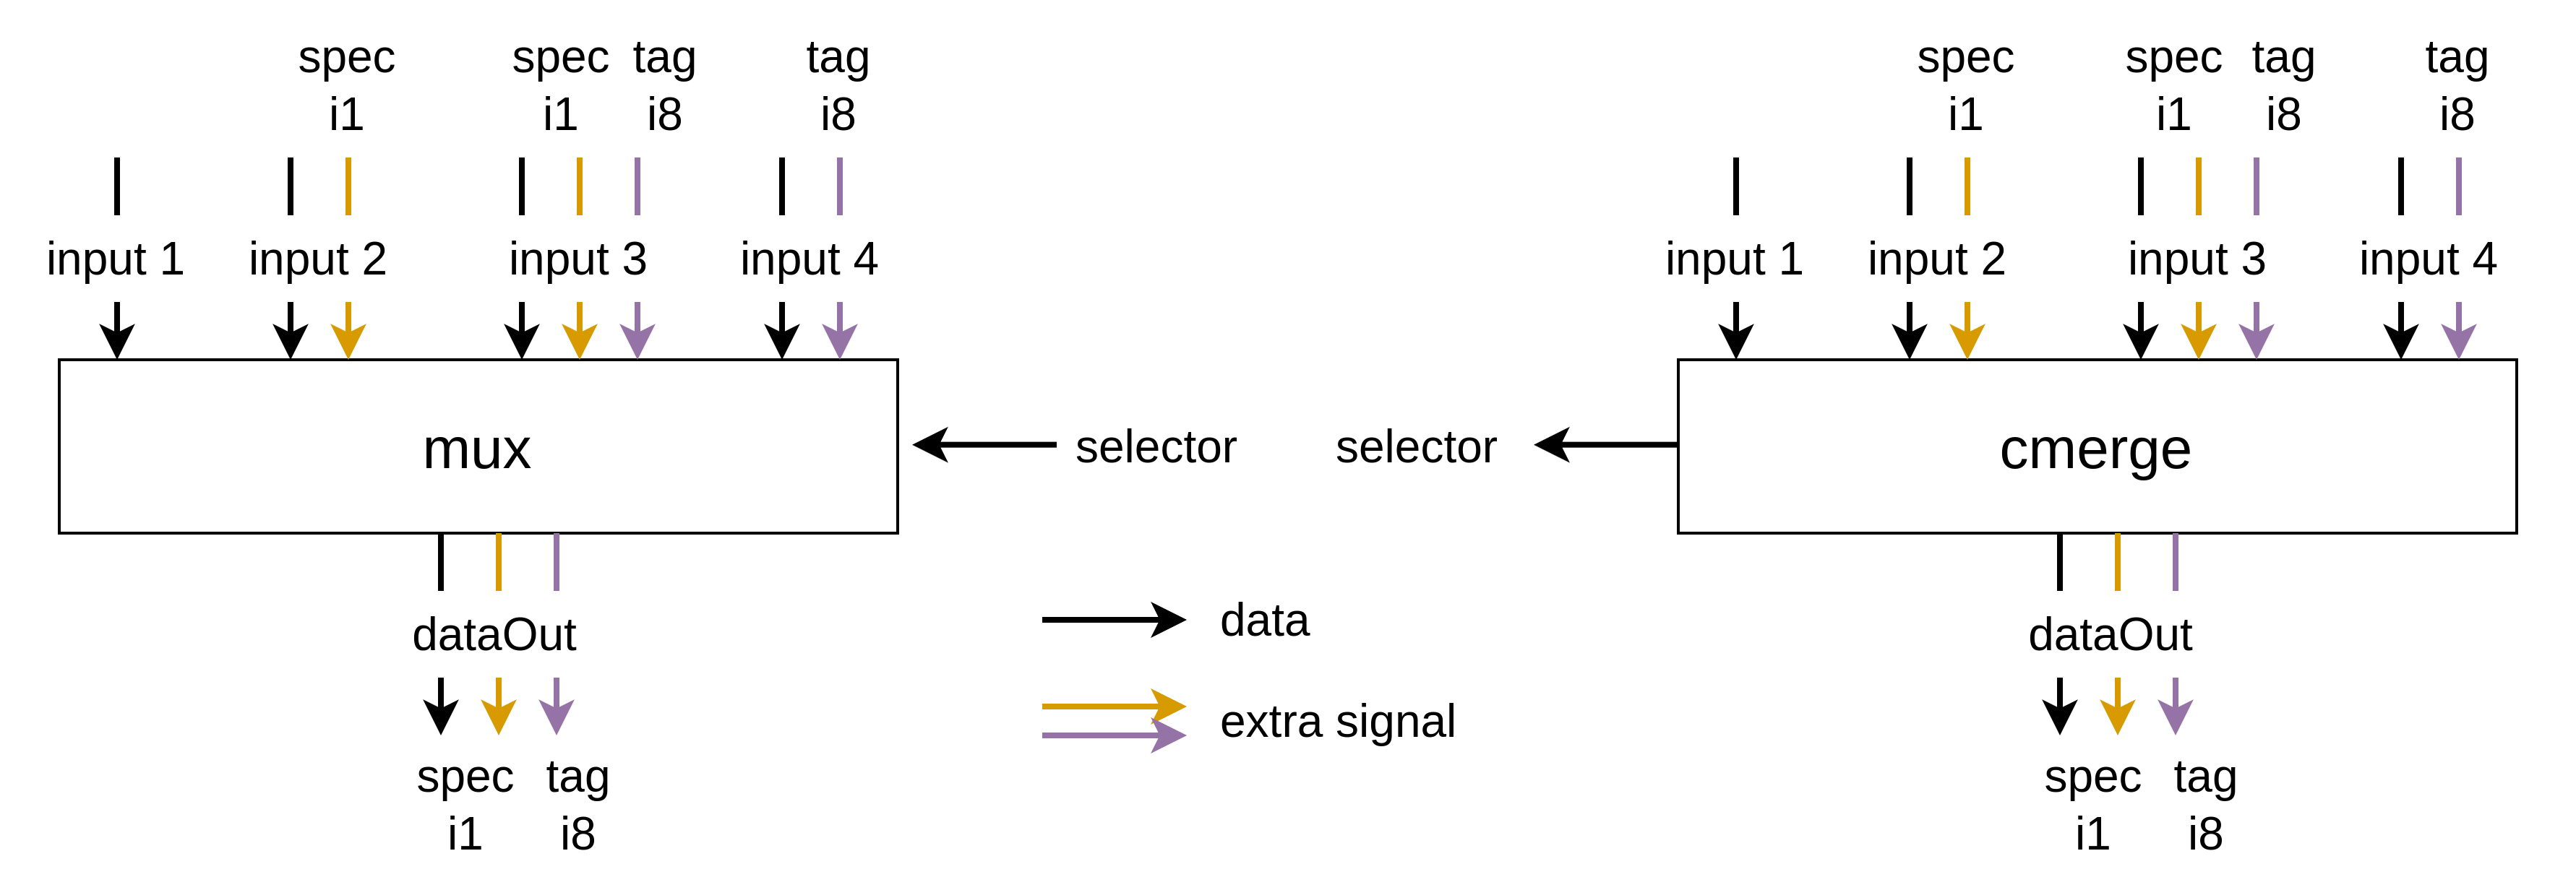 spec
i1
spec tag
i1 i8
tag
i8
input 1
input 2
input 3
input 4
mux
selector
dataOut
spec tag
i1 i8
data
extra signal
spec
i1
spec tag
i1 i8
tag
i8
input 1
input 2
input 3
input 4
selector
cmerge
dataOut
spec tag
i1 i8